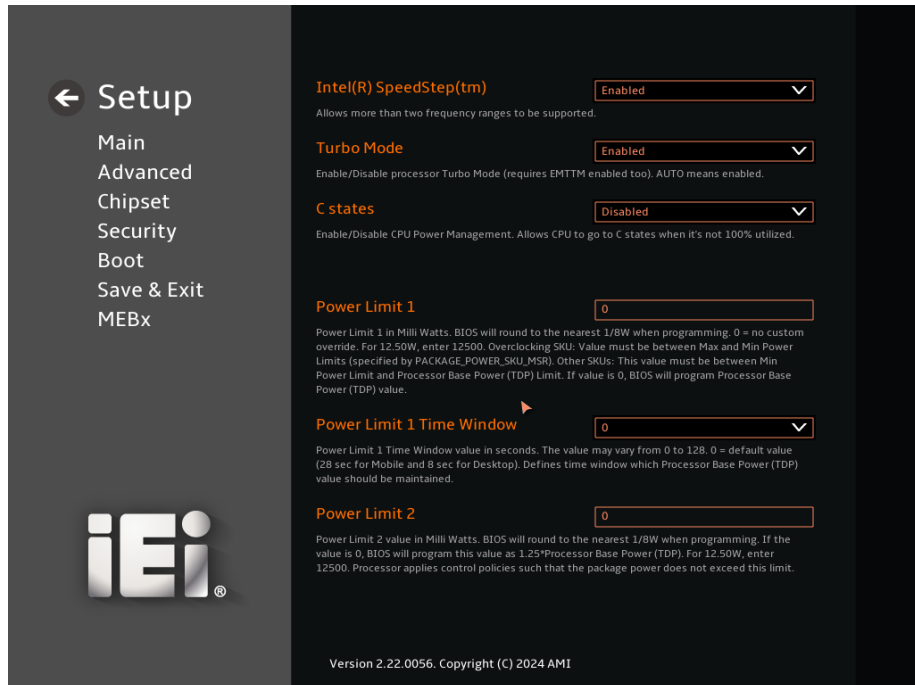 Setup
Main
Advanced
Chipset
Security
Boot
Save & Exit
MEBx
iEi®
Intel(R) SpeedStep(tm)
Enabled
Allows more than two frequency ranges to be supported.
Turbo Mode
Enabled
Enable/Disable processor Turbo Mode (requires EMTTM enabled too). AUTO means enabled.
C states
Disabled
Enable/Disable CPU Power Management. Allows CPU to go to C states when it's not 100% utilized.
Power Limit 1
0
Power Limit 1 in Milli Watts. BIOS will round to the nearest 1/8W when programming. 0 = no custom
override. For 12.50W, enter 12500. Overclocking SKU: Value must be between Max and Min Power
Limits (specified by PACKAGE_POWER_SKU_MSR). Other SKUs: This value must be between Min
Power Limit and Processor Base Power (TDP) Limit. If value is 0, BIOS will program Processor Base
Power (TDP) value.
Power Limit 1 Time Window
0
Power Limit 1 Time Window value in seconds. The value may vary from 0 to 128. 0 = default value
(28 sec for Mobile and 8 sec for Desktop). Defines time window which Processor Base Power (TDP)
value should be maintained.
Power Limit 2
0
Power Limit 2 value in Milli Watts. BIOS will round to the nearest 1/8W when programming. If the
value is 0, BIOS will program this value as 1.25*Processor Base Power (TDP). For 12.50W, enter
12500. Processor applies control policies such that the package power does not exceed this limit.
Version 2.22.0056. Copyright (C) 2024 AMI